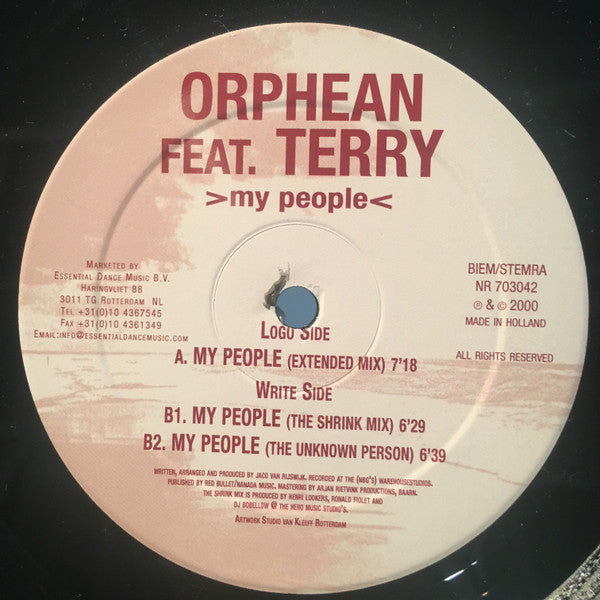 ORPHEAN
FEAT. TERRY
>my people<
MARKETED BY
ESSENTIAL DANCE MUSIC B.V.
HARINGVLIET 88
3011 TG ROTTERDAM NL
TEL +31(0)10 4367545
FAX +31(0)10 4361349
EMAIL:INFO@ESSENTIALDANCEMUSIC.COM
BIEM/STEMRA
NR 703042
℗ & © 2000
MADE IN HOLLAND
ALL RIGHTS RESERVED
LOGO SIDE
A. MY PEOPLE (EXTENDED MIX) 7'18
WRITE SIDE
B1. MY PEOPLE (THE SHRINK MIX) 6'29
B2. MY PEOPLE (THE UNKNOWN PERSON) 6'39
WRITTEN, ARRANGED AND PRODUCED BY JACO VAN RIJSWIJK. RECORDED AT THE (NBG'S) WAREHOUSESTUDIOS.
PUBLISHED BY RED BULLET/NANADA MUSIC. MASTERING BY ARJAN RIETVINK PRODUCTIONS, BAARN.
THE SHRINK MIX IS PRODUCED BY HENRI LOOKERS, RONALD FIOLET AND
DJ BOBELLOW @ THE HERO MUSIC STUDIO'S.
ARTWORK STUDIO VAN KLEEFF ROTTERDAM